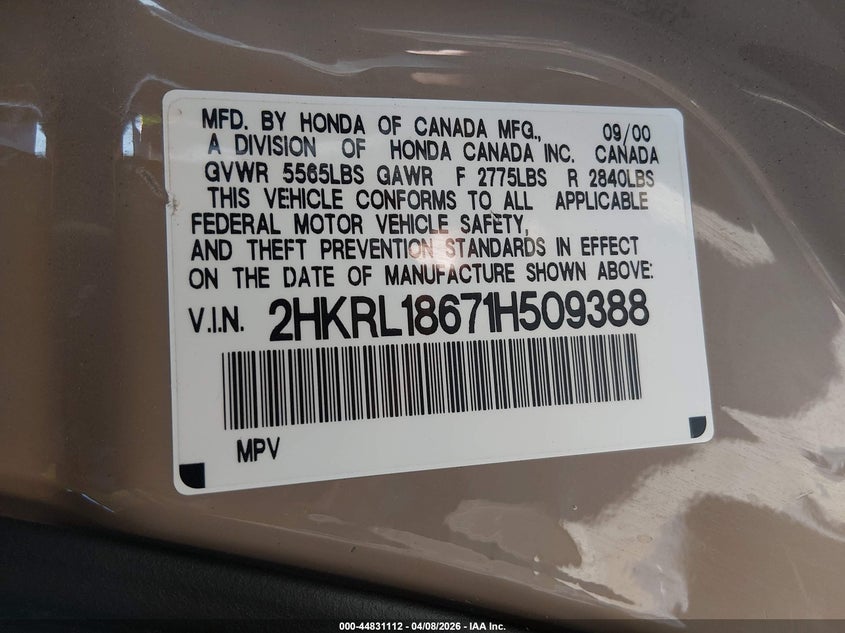 MFD. BY HONDA OF CANADA MFG., 09/00
A DIVISION OF HONDA CANADA INC. CANADA
GVWR 5565LBS GAWR F 2775LBS R 2840LBS
THIS VEHICLE CONFORMS TO ALL APPLICABLE
FEDERAL MOTOR VEHICLE SAFETY,
AND THEFT PREVENTION STANDARDS IN EFFECT
ON THE DATE OF MANUFACTURE SHOWN ABOVE:
V.I.N. 2HKRL18671H509388
MPV
000-44831112 - 04/08/2026 - IAA Inc.